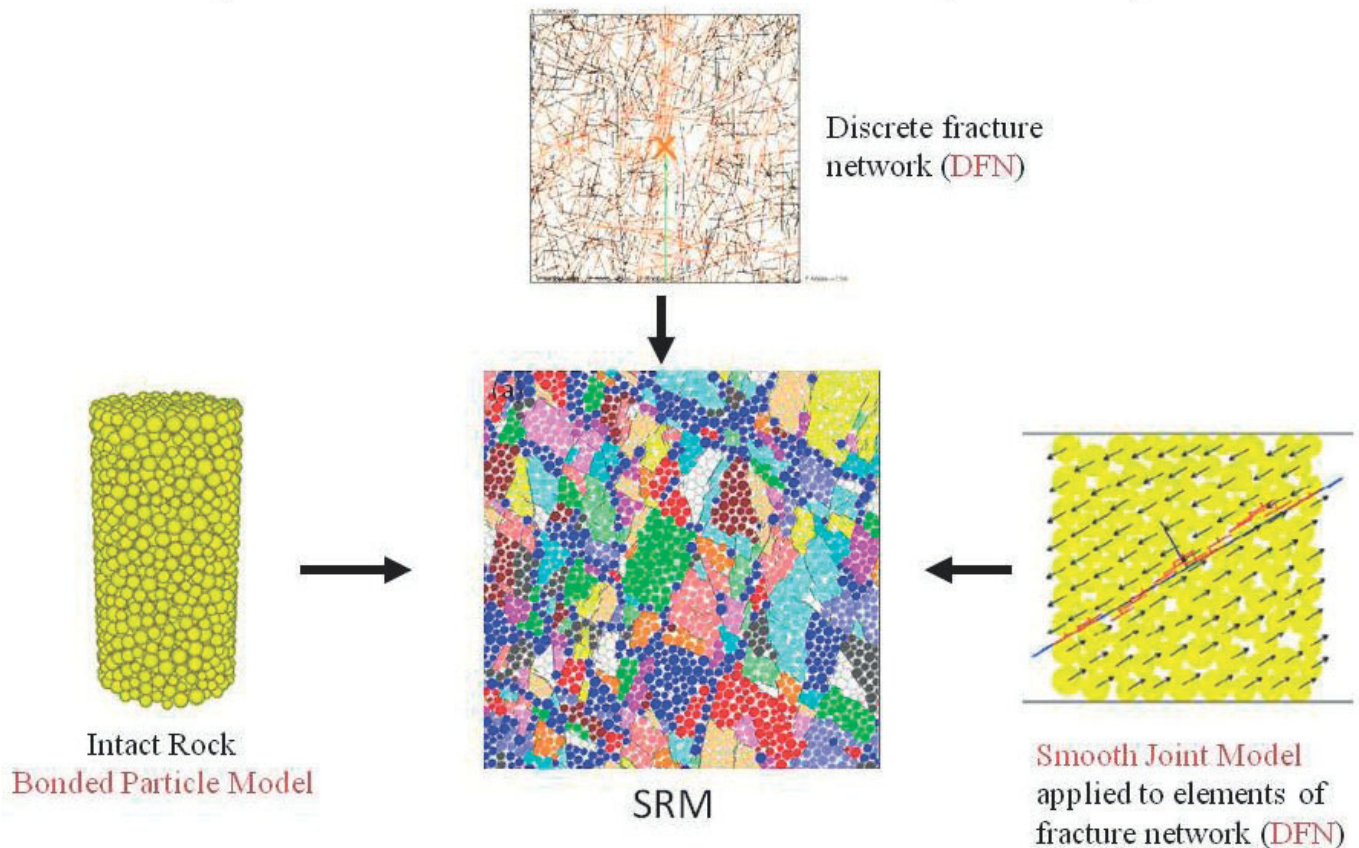 Discrete fracture
network (DFN)
(a)
Intact Rock
Bonded Particle Model
SRM
Smooth Joint Model
applied to elements of
fracture network (DFN)